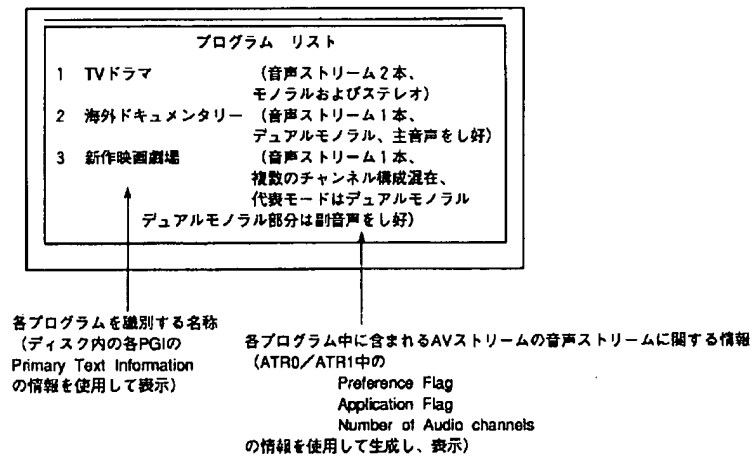 プログラム リスト
1 TVドラマ (音声ストリーム2本、
モノラルおよびステレオ)
2 海外ドキュメンタリー (音声ストリーム1本、
デュアルモノラル、主音声をし好)
3 新作映画劇場 (音声ストリーム1本、
複数のチャンネル構成混在、
代表モードはデュアルモノラル
デュアルモノラル部分は副音声をし好)
各プログラムを識別する名称
(ディスク内の各PGIの
Primary Text Information
の情報を使用して表示)
各プログラム中に含まれるAVストリームの音声ストリームに関する情報
(ATR0/ATR1中の
Preference Flag
Application Flag
Number of Audio channels
の情報を使用して生成し、表示)